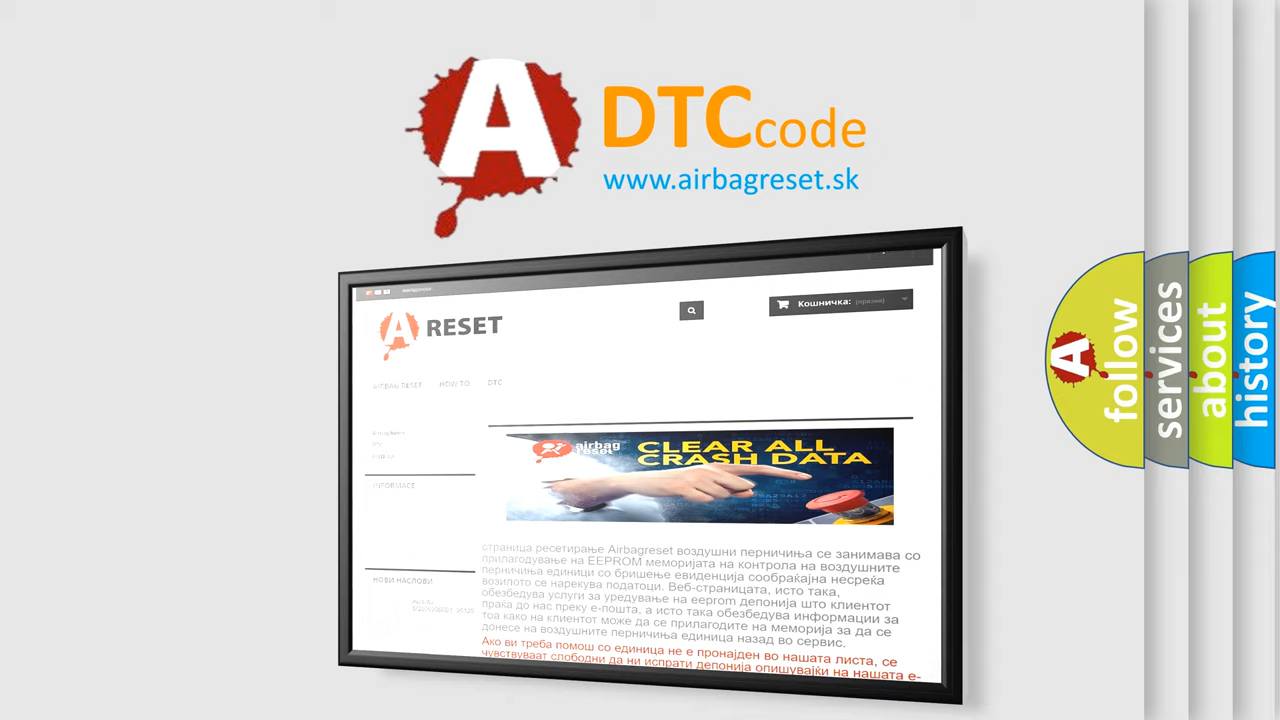 A
DTCcode
www.airbagreset.sk
Кошничка: (празни)
A RESET
AIRBAG RESET HOW TO DTC
airbag
reset
CLEAR ALL
CRASH DATA
INFORMACE
НОВИ НАСЛОВИ
страница ресетирање Airbagreset воздушни перничиња се занимава со
прилагодување на EEPROM меморијата на контрола на воздушните
перничиња единици со бришење евиденција сообраќајна несреќа
возилото се нарекува податоци. Веб-страницата, исто така,
обезбедува услуги за уредување на eeprom депонија што клиентот
праќа до нас преку е-пошта, а исто така обезбедува информации за
тоа како на клиентот може да се прилагодите на меморија за да се
донесе на воздушните перничиња единица назад во сервис.
Ако ви треба помош со единица не е пронајден во нашата листа, се
чувствуваат слободни да ни испрати депонија опишувајќи на нашата е-
A
follow
services
about
history